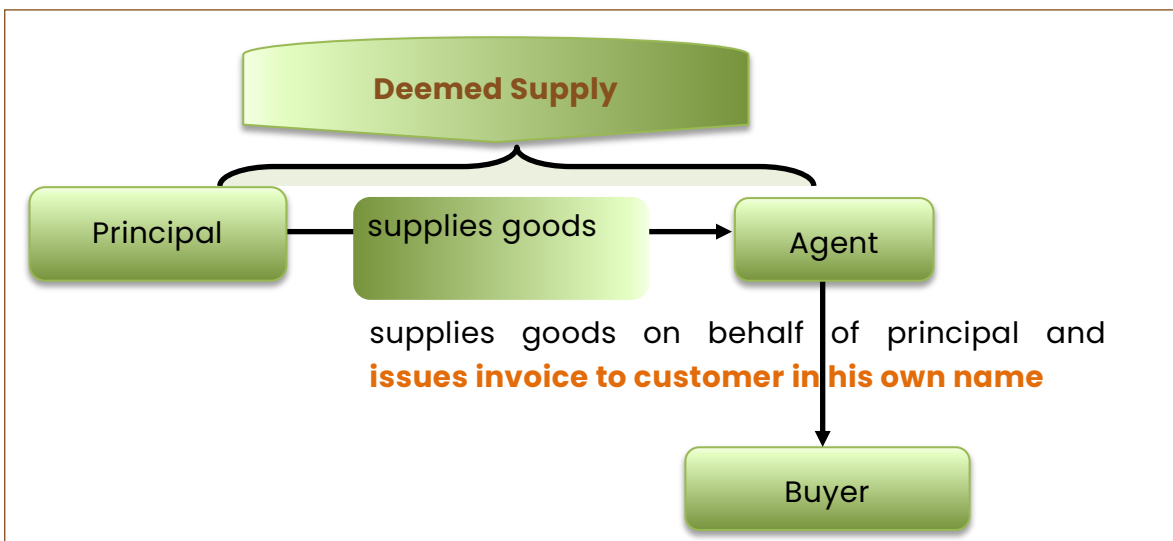 Deemed Supply
Principal
supplies goods
Agent
supplies goods on behalf of principal and
issues invoice to customer in his own name
Buyer